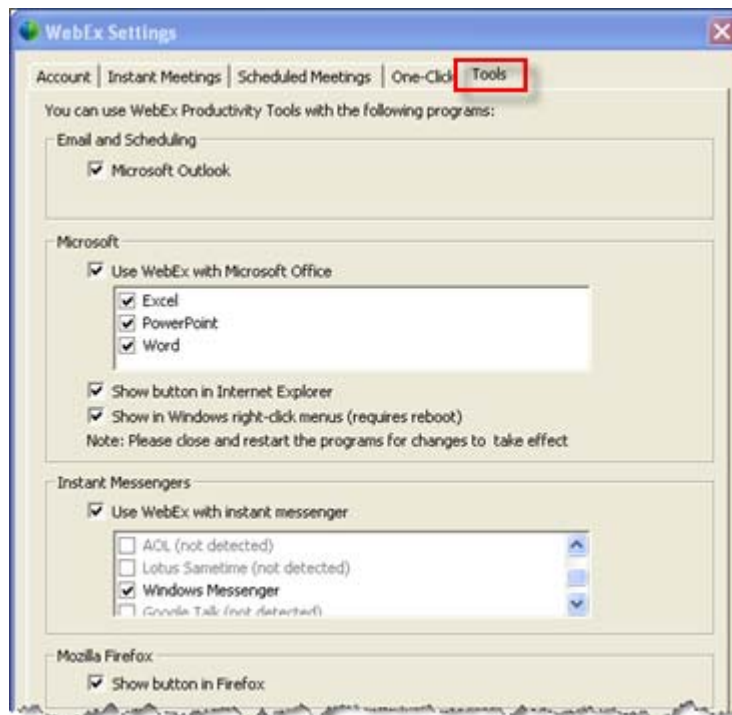 WebEx Settings
Account Instant Meetings Scheduled Meetings One-Click Tools
You can use WebEx Productivity Tools with the following programs:
Email and Scheduling
Microsoft Outlook
Microsoft
Use WebEx with Microsoft Office
Excel
PowerPoint
Word
Show button in Internet Explorer
Show in Windows right-click menus (requires reboot)
Note: Please close and restart the programs for changes to take effect
Instant Messengers
Use WebEx with instant messenger
AOL (not detected)
Lotus Sametime (not detected)
Windows Messenger
Google Talk (not detected)
Mozilla Firefox
Show button in Firefox